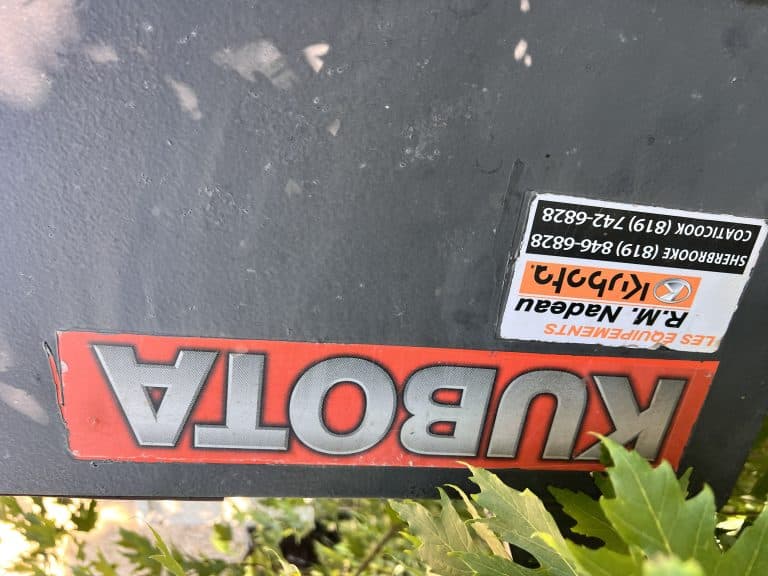 KUBOTA
LES ÉQUIPEMENTS
R.M. Nadeau
Kubota.
SHERBROOKE (819) 846-6828
COATICOOK (819) 742-6828